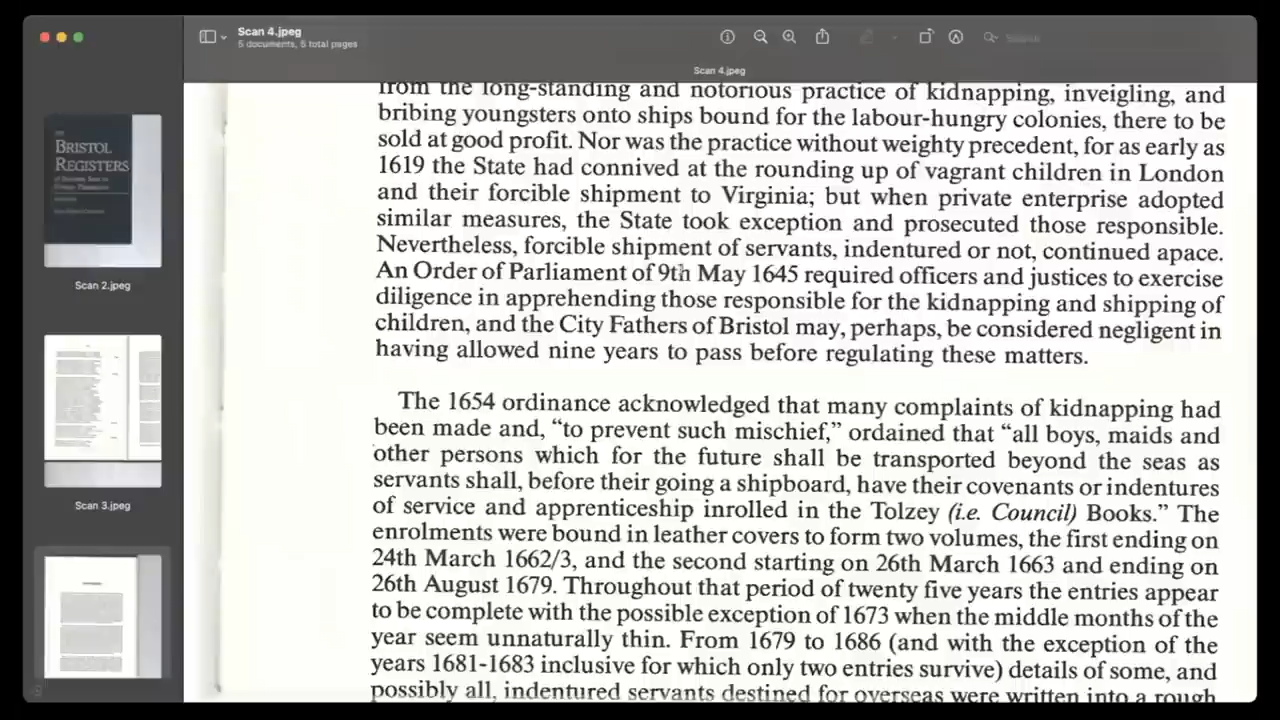 Scan 4.jpeg
5 documents, 5 total pages
Search
Scan 4.jpeg
BRISTOL
REGISTERS
Scan 2.jpeg
Scan 3.jpeg
from the long-standing and notorious practice of kidnapping, inveigling, and
bribing youngsters onto ships bound for the labour-hungry colonies, there to be
sold at good profit. Nor was the practice without weighty precedent, for as early as
1619 the State had connived at the rounding up of vagrant children in London
and their forcible shipment to Virginia; but when private enterprise adopted
similar measures, the State took exception and prosecuted those responsible.
Nevertheless, forcible shipment of servants, indentured or not, continued apace.
An Order of Parliament of 9th May 1645 required officers and justices to exercise
diligence in apprehending those responsible for the kidnapping and shipping of
children, and the City Fathers of Bristol may, perhaps, be considered negligent in
having allowed nine years to pass before regulating these matters.
The 1654 ordinance acknowledged that many complaints of kidnapping had
been made and, “to prevent such mischief,” ordained that “all boys, maids and
other persons which for the future shall be transported beyond the seas as
servants shall, before their going a shipboard, have their covenants or indentures
of service and apprenticeship inrolled in the Tolzey (i.e. Council) Books.” The
enrolments were bound in leather covers to form two volumes, the first ending on
24th March 1662/3, and the second starting on 26th March 1663 and ending on
26th August 1679. Throughout that period of twenty five years the entries appear
to be complete with the possible exception of 1673 when the middle months of the
year seem unnaturally thin. From 1679 to 1686 (and with the exception of the
years 1681-1683 inclusive for which only two entries survive) details of some, and
possibly all, indentured servants destined for overseas were written into a rough